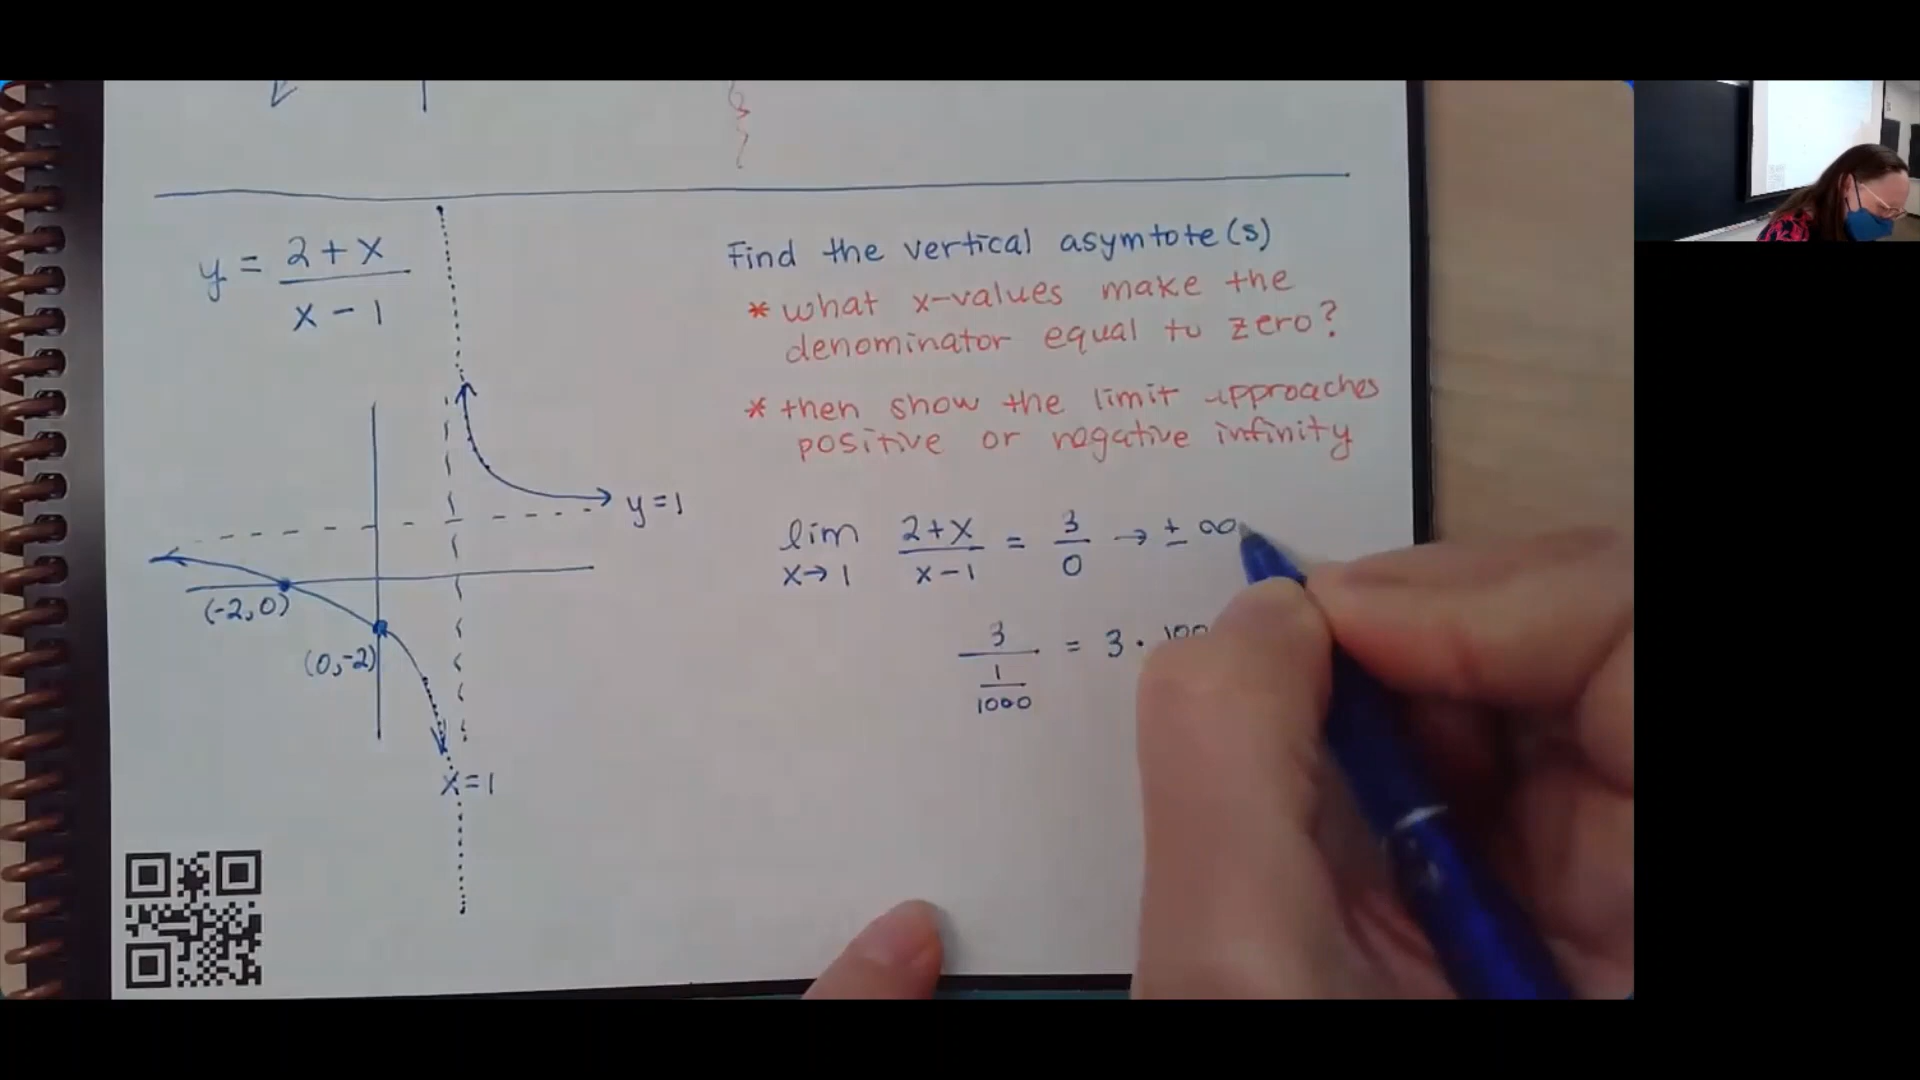 y = 2 + x
x - 1
y = 1
(-2,0)
(0,-2)
x = 1
Find the vertical asymtote(s)
* what x-values make the
denominator equal to zero?
* then show the limit approaches
positive or negative infinity
lim 2+x = 3 → ± ∞
x→1 x-1 0
3 = 3 · 100
1
1000